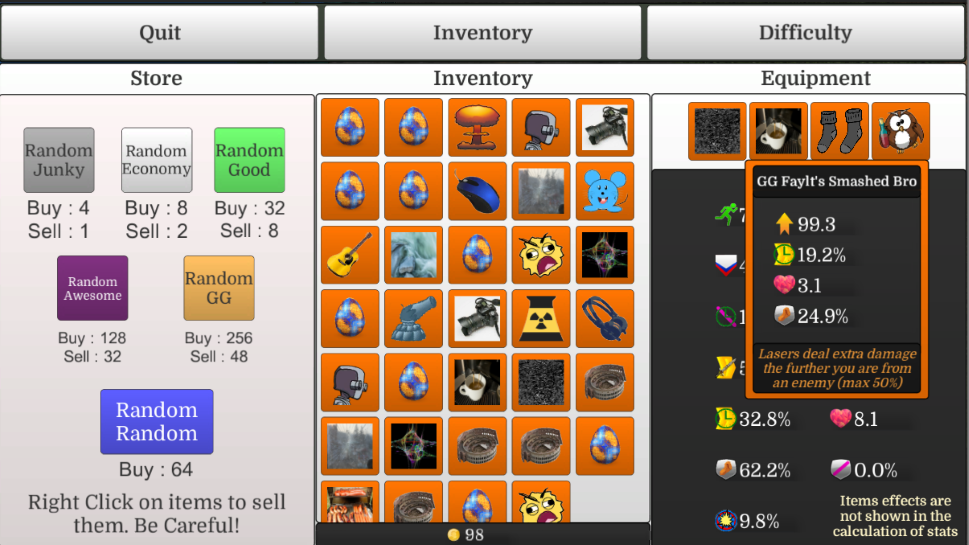 Quit
Inventory
Difficulty
Store
Inventory
Equipment
Random
Junky
Buy : 4
Sell : 1
Random
Economy
Buy : 8
Sell : 2
Random
Good
Buy : 32
Sell : 8
Random
Awesome
Buy : 128
Sell : 32
Random
GG
Buy : 256
Sell : 48
Random
Random
Buy : 64
Right Click on items to sell
them. Be Careful!
98
GG Faylt's Smashed Bro
99.3
19.2%
3.1
24.9%
Lasers deal extra damage
the further you are from
an enemy (max 50%)
32.8%
8.1
62.2%
0.0%
9.8%
Items effects are
not shown in the
calculation of stats